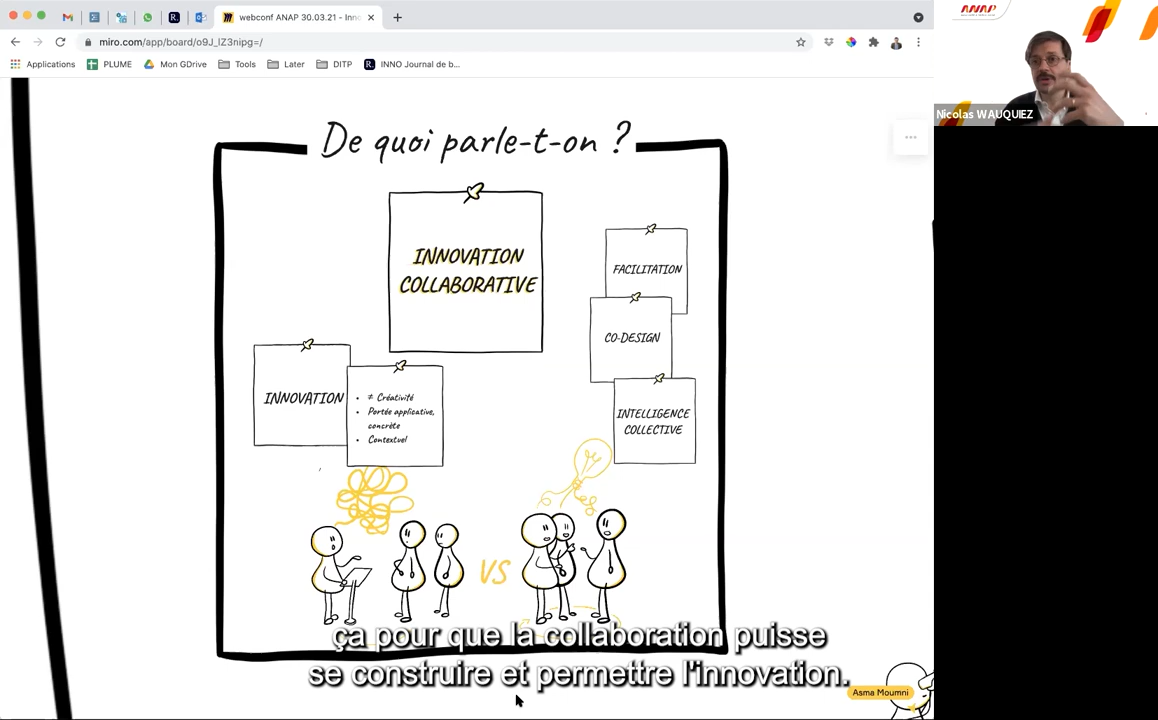 webconf ANAP 30.03.21 - Inno
miro.com/app/board/o9J_lZ3nipg=/
Applications
PLUME
Mon GDrive
Tools
Later
DITP
INNO Journal de b...
ANAP
Nicolas WAUQUIEZ
De quoi parle-t-on ?
INNOVATION
COLLABORATIVE
FACILITATION
CO-DESIGN
INTELLIGENCE
COLLECTIVE
INNOVATION
• ≠ Créativité
• Portée applicative,
concrète
• Contextuel
VS
ça pour que la collaboration puisse
se construire et permettre l'innovation.
Asma Moumni